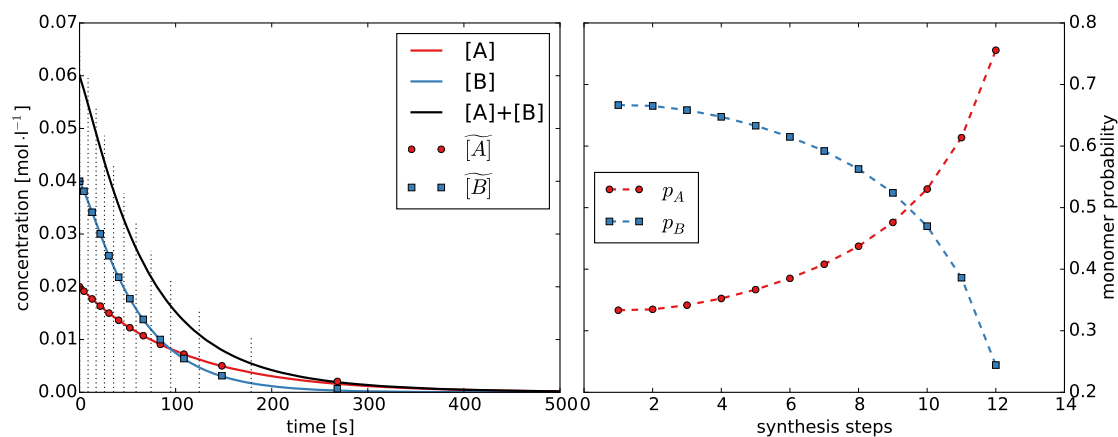 0.07
0.06
0.05
0.04
0.03
0.02
0.01
0.00
concentration [mol·l⁻¹]
0
100
200
300
400
500
time [s]
[A]
[B]
[A]+[B]
[A]
[B]
0.8
0.7
0.6
0.5
0.4
0.3
0.2
monomer probability
0
2
4
6
8
10
12
14
synthesis steps
p_A
p_B